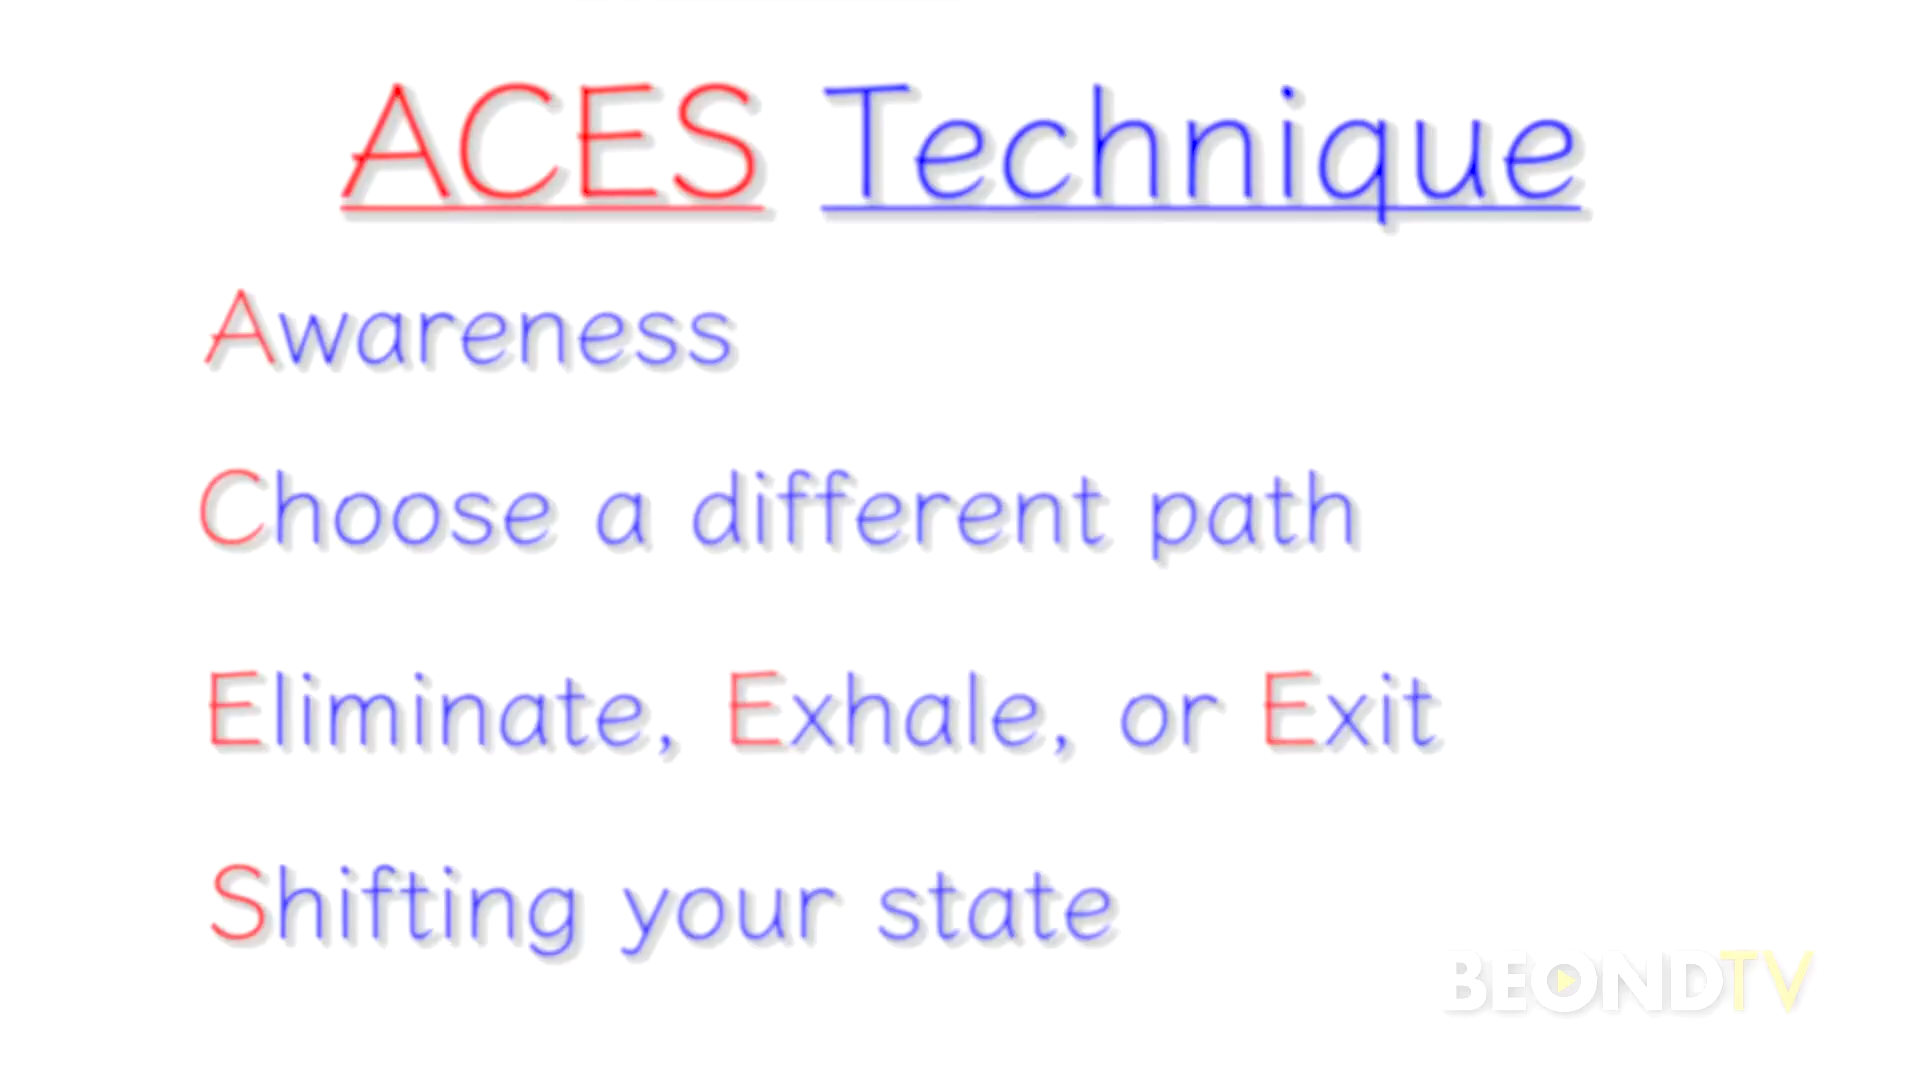 ACES Technique
Awareness
Choose a different path
Eliminate, Exhale, or Exit
Shifting your state
BEONDTV